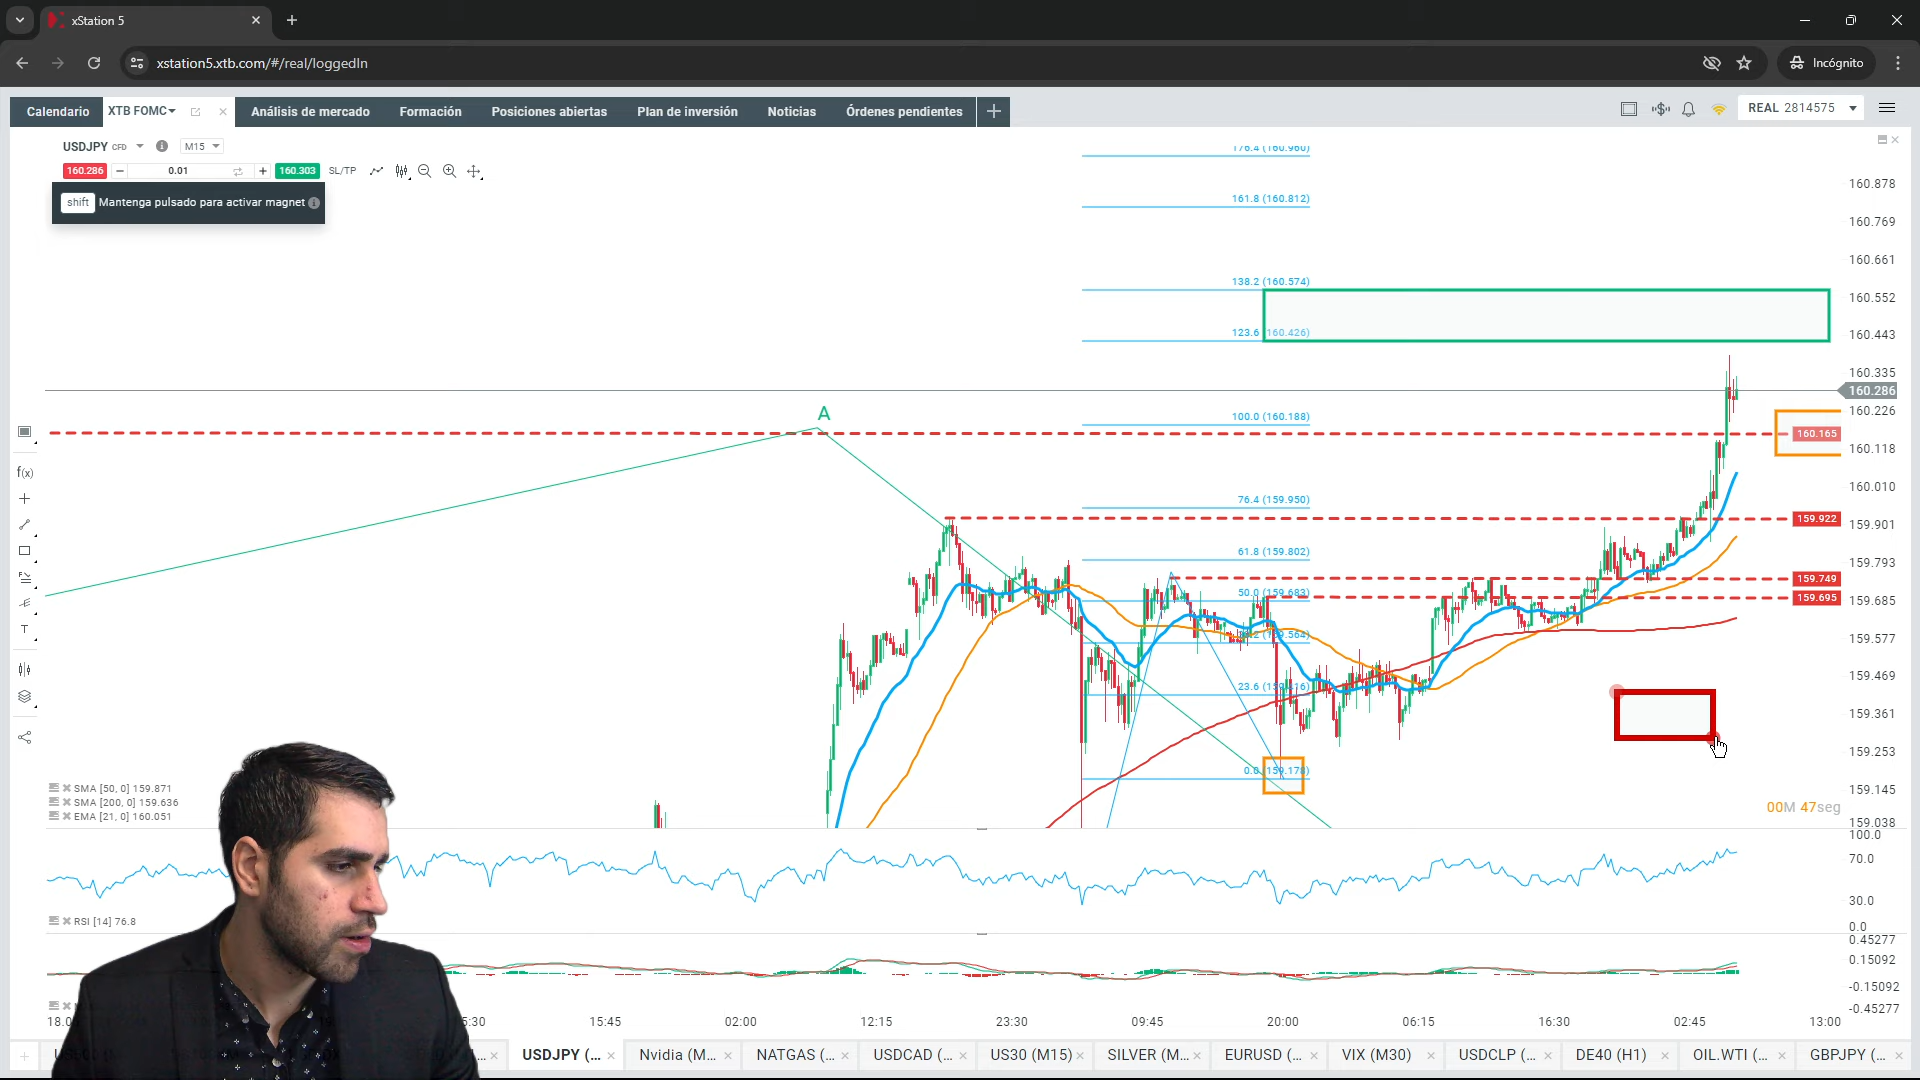 xStation 5
xstation5.xtb.com/#/real/loggedIn
Incógnito
Calendario
XTB FOMC
Análisis de mercado
Formación
Posiciones abiertas
Plan de inversión
Noticias
Órdenes pendientes
REAL 2814575
USDJPY CFD
M15
160.286
0.01
160.303
SL/TP
shift Mantenga pulsado para activar magnet
176.4 (160.960)
161.8 (160.812)
138.2 (160.574)
123.6 (160.426)
100.0 (160.188)
76.4 (159.950)
61.8 (159.802)
50.0 (159.683)
23.6
0.0 (159.178)
A
160.878
160.769
160.661
160.552
160.443
160.335
160.286
160.226
160.165
160.118
160.010
159.922
159.901
159.793
159.749
159.685
159.695
159.577
159.469
159.361
159.253
159.145
159.038
00M 47seg
f(x)
T
SMA [50, 0] 159.871
SMA [200, 0] 159.636
EMA [21, 0] 160.051
100.0
70.0
30.0
0.0
RSI [14] 76.8
0.45277
0.15092
-0.15092
-0.45277
15:45
02:00
12:15
23:30
09:45
20:00
06:15
16:30
02:45
13:00
USDJPY (...
Nvidia (M...
NATGAS (...
USDCAD (...
US30 (M15)
SILVER (M...
EURUSD (...
VIX (M30)
USDCLP (...
DE40 (H1)
OIL.WTI (...
GBPJPY (...